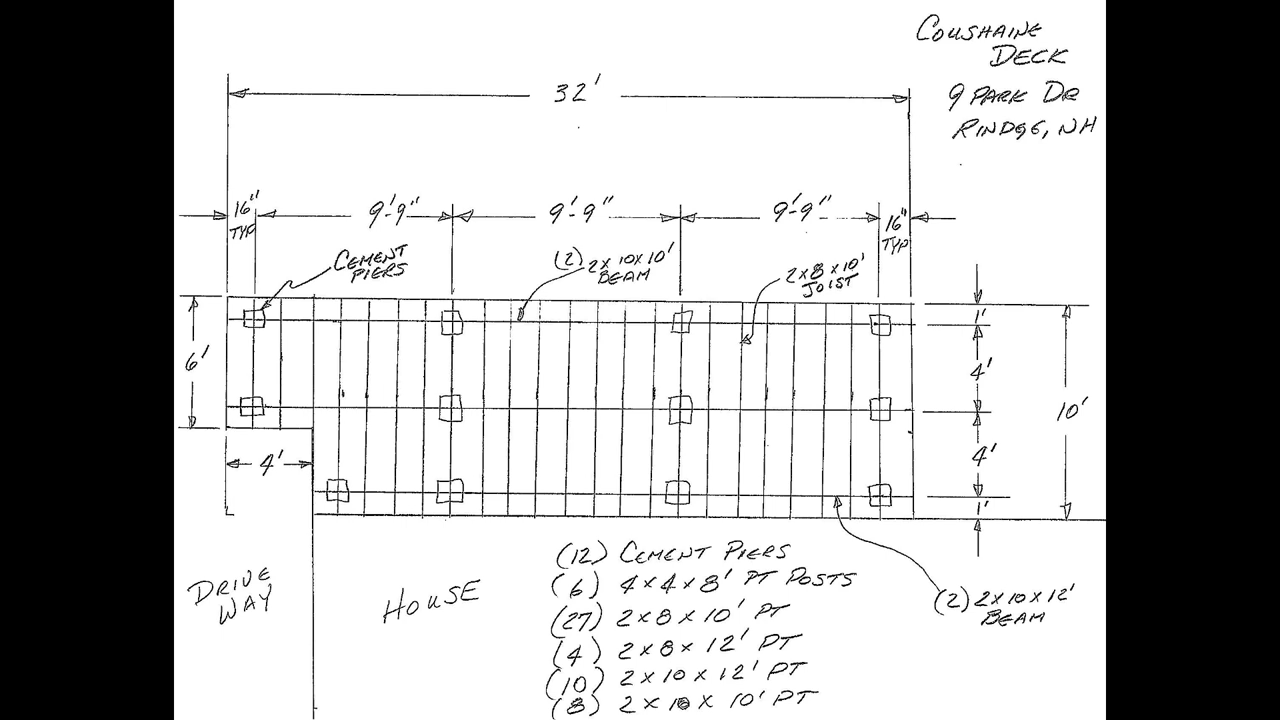 COUSHAINE
DECK
9 PARK DR
RINDGE, NH
32'
16"
TYP
9'-9"
9'-9"
9'-9"
16"
TYP
CEMENT
PIERS
(2) 2x10x10'
BEAM
2x8x10'
JOIST
6'
1'
4'
10'
4'
1'
4'
DRIVE
WAY
HOUSE
(2) 2x10x12'
BEAM
(12) CEMENT PIERS
(6) 4x4x8' PT POSTS
(27) 2x8x10' PT
(4) 2x8x12' PT
(10) 2x10x12' PT
(8) 2x10x10' PT